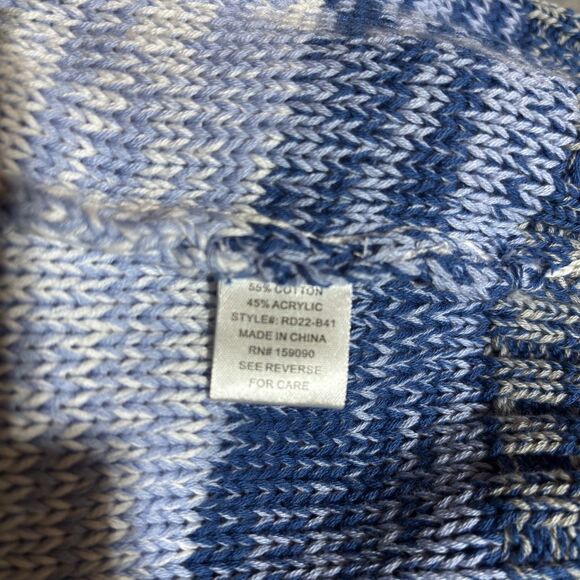 55% COTTON
45% ACRYLIC
STYLE#: RD22-B41
MADE IN CHINA
RN# 159090
SEE REVERSE
FOR CARE